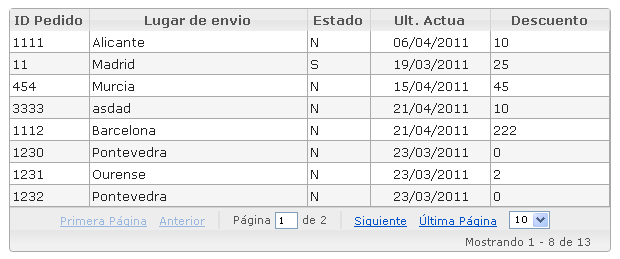 ID Pedido Lugar de envio Estado Ult. Actua Descuento
1111 Alicante N 06/04/2011 10
11 Madrid S 19/03/2011 25
454 Murcia N 15/04/2011 45
3333 asdad N 21/04/2011 10
1112 Barcelona N 21/04/2011 222
1230 Pontevedra N 23/03/2011 0
1231 Ourense N 23/03/2011 2
1232 Pontevedra N 23/03/2011 0
Primera Página Anterior Página 1 de 2 Siguiente Última Página 10
Mostrando 1 - 8 de 13